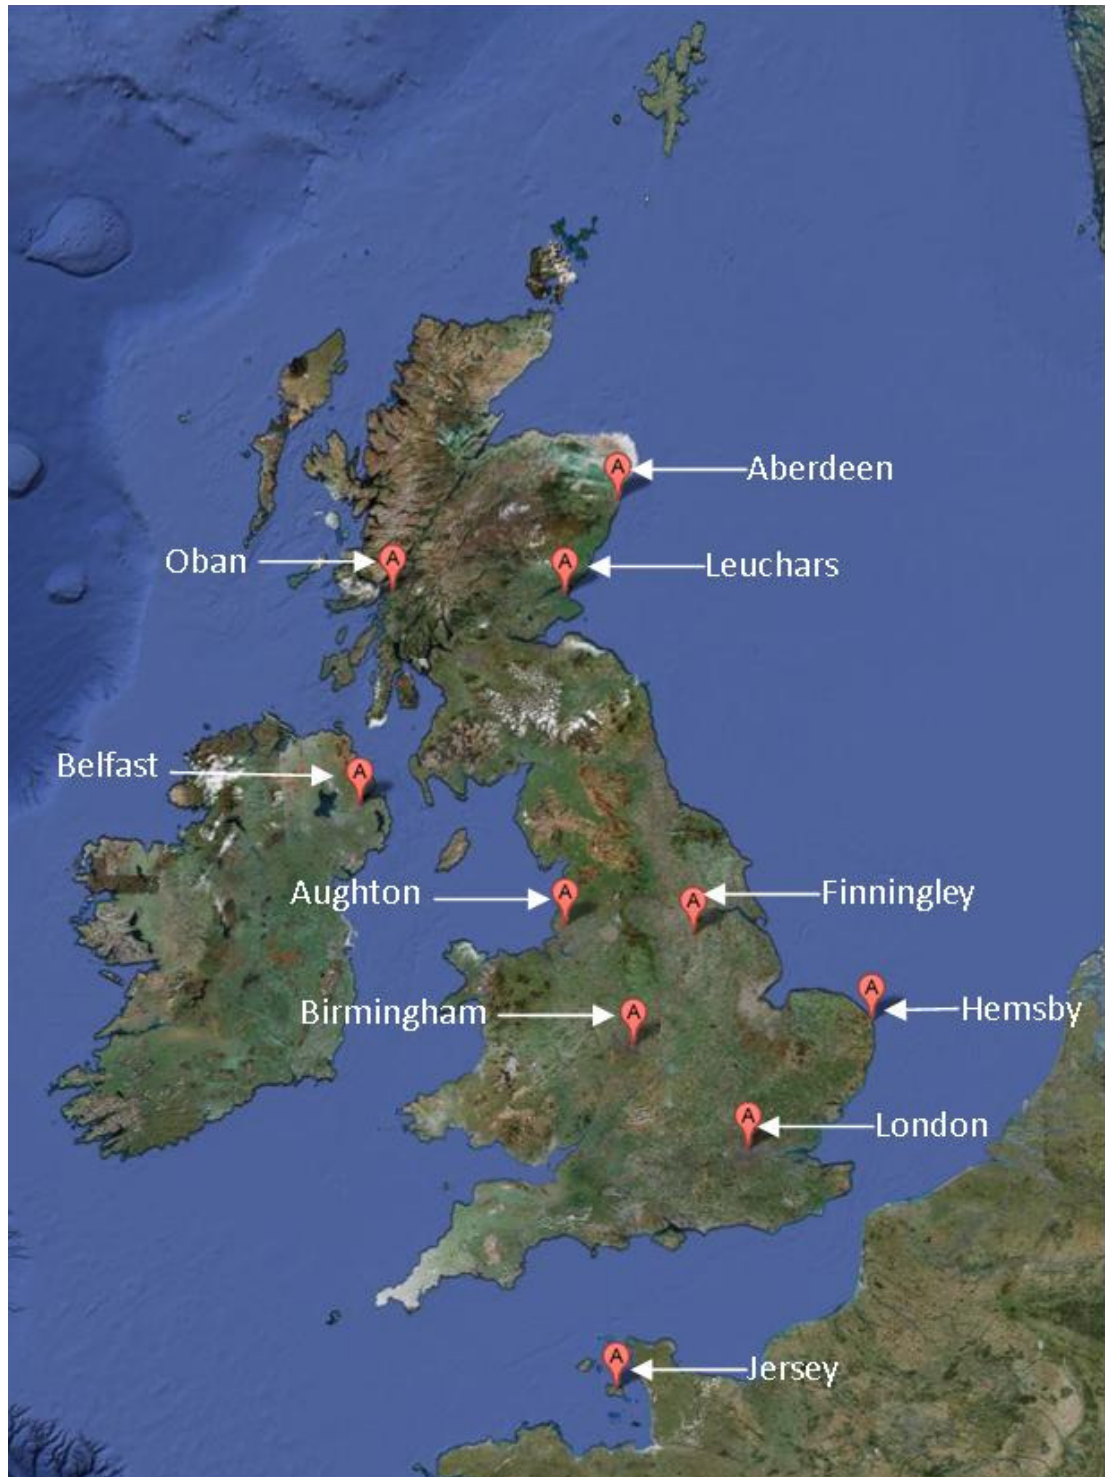 A
Aberdeen
Oban
A
A
Leuchars
Belfast
A
Aughton
A
A
Finningley
A
Hemsby
Birmingham
A
A
London
A
Jersey